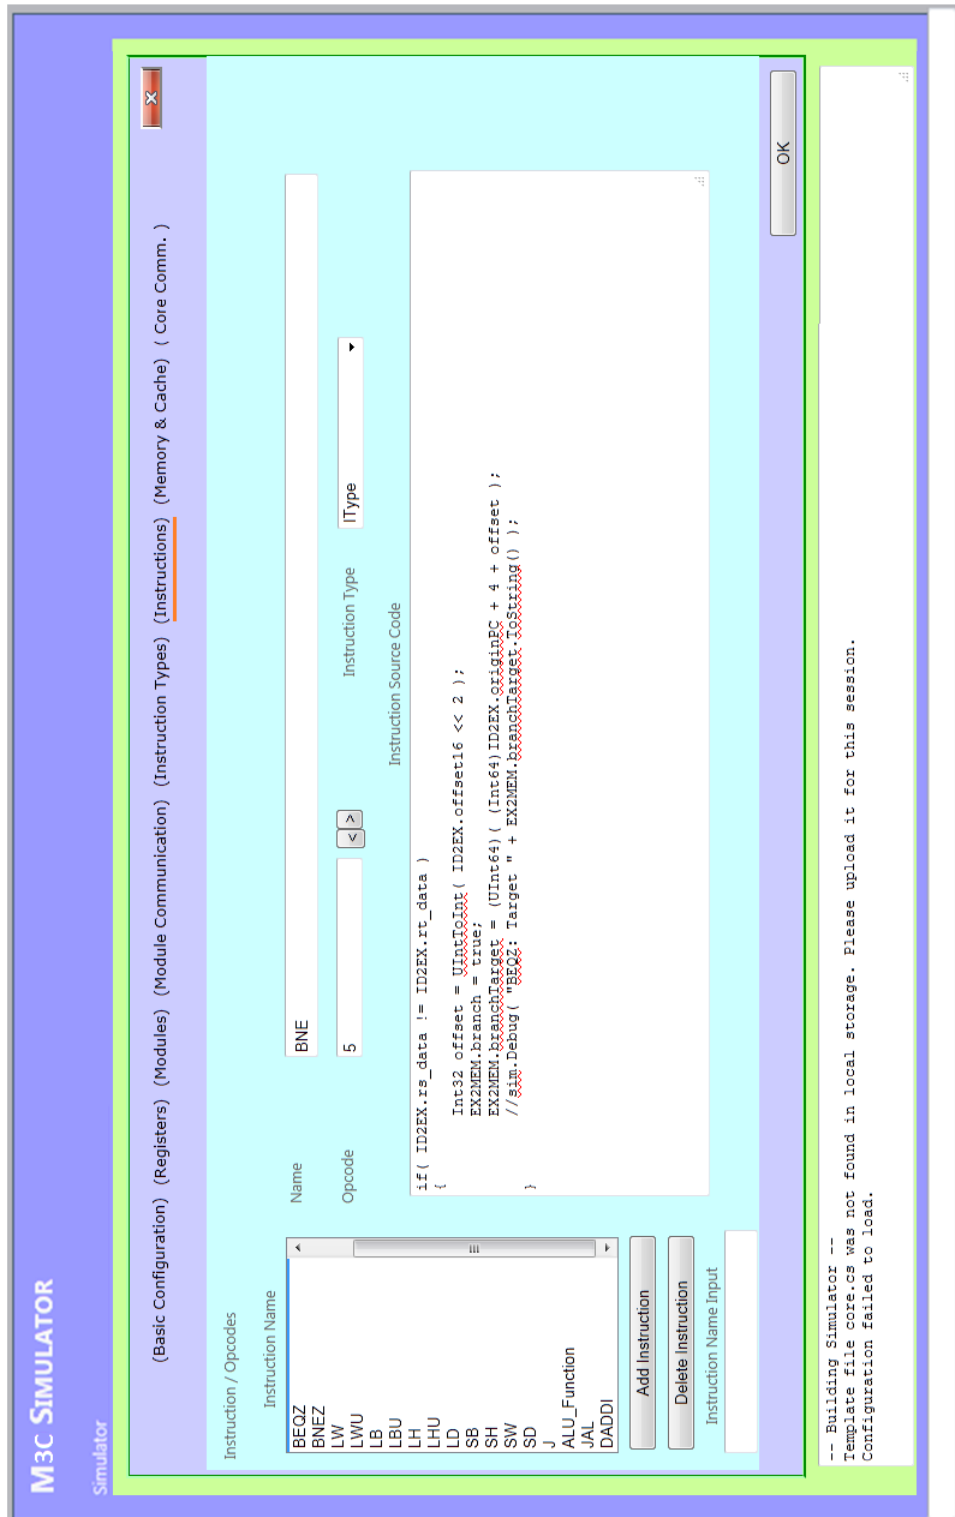 M3C SIMULATOR
Simulator
(Basic Configuration) (Registers) (Modules) (Module Communication) (Instruction Types) (Instructions) (Memory & Cache) ( Core Comm. )
x
Instruction / Opcodes
Instruction Name
BEQZ
BNEZ
LW
LWU
LB
LBU
LH
LHU
LD
SB
SH
SW
SD
J
ALU_Function
JAL
DADDI
Add Instruction
Delete Instruction
Instruction Name Input
Name
BNE
Opcode
5
< >
Instruction Type
IType
Instruction Source Code
if( ID2EX.rs_data != ID2EX.rt_data )
{
Int32 offset = UIntToInt( ID2EX.offset16 << 2 );
EX2MEM.branch = true;
EX2MEM.branchTarget = (UInt64)( (Int64)ID2EX.originPC + 4 + offset );
//sim.Debug( "BEQZ: Target " + EX2MEM.branchTarget.ToString() );
}
OK
-- Building Simulator --
Template file core.cs was not found in local storage. Please upload it for this session.
Configuration failed to load.